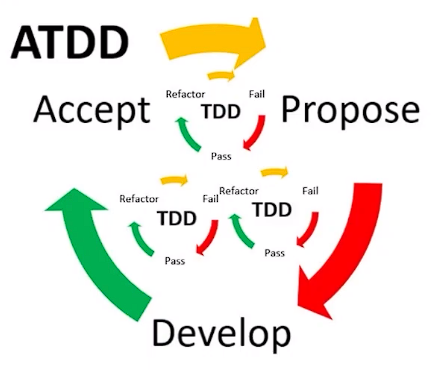 ATDD
Refactor Fail
Accept TDD Propose
Pass
Refactor Fail Refactor Fail
TDD TDD
Pass Pass
Develop